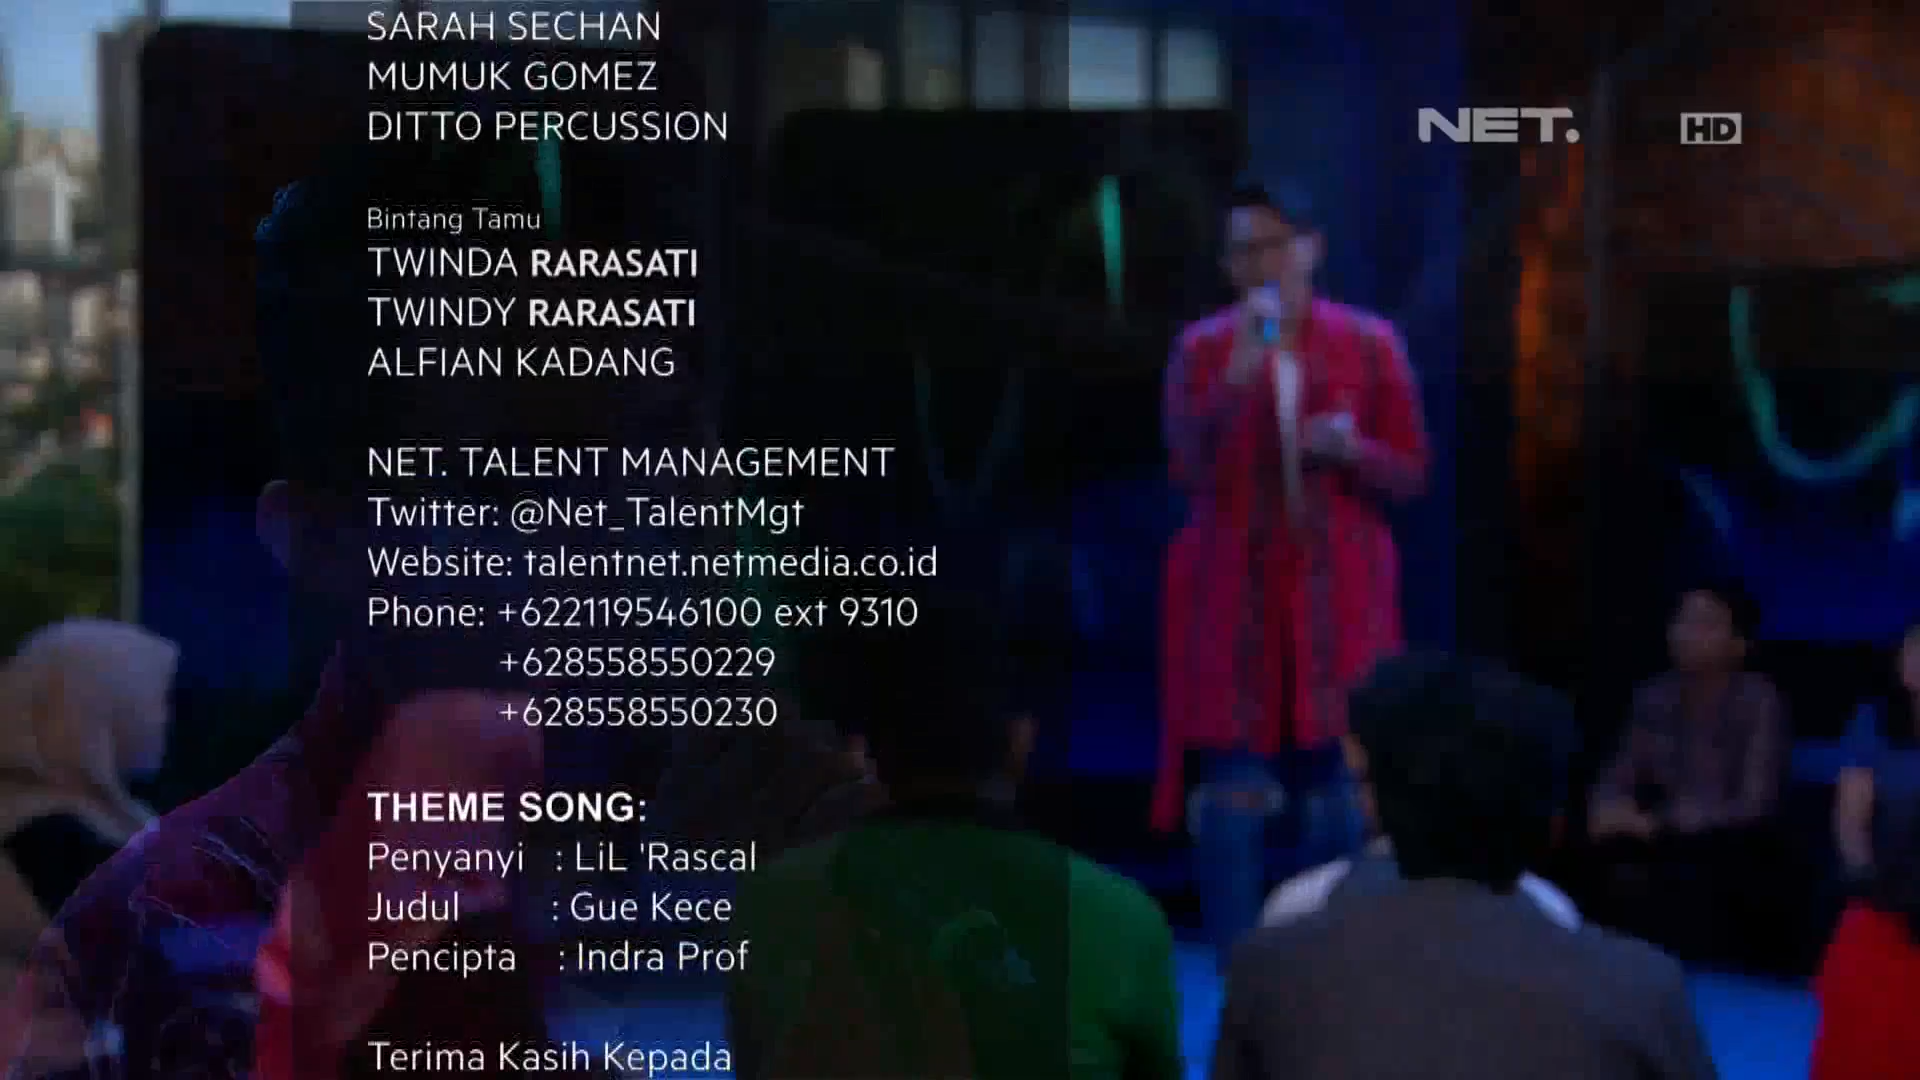 SARAH SECHAN
MUMUK GOMEZ
DITTO PERCUSSION
NET.
HD
Bintang Tamu
TWINDA RARASATI
TWINDY RARASATI
ALFIAN KADANG
NET. TALENT MANAGEMENT
Twitter: @Net_TalentMgt
Website: talentnet.netmedia.co.id
Phone: +622119546100 ext 9310
+628558550229
+628558550230
THEME SONG:
Penyanyi : LiL 'Rascal
Judul : Gue Kece
Pencipta : Indra Prof
Terima Kasih Kepada